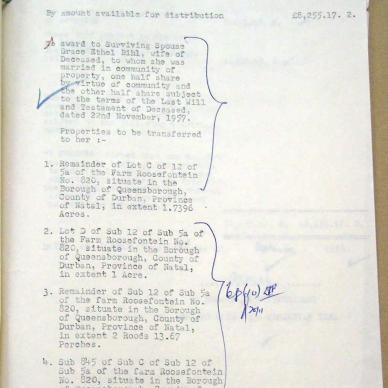 By amount available for distribution £8,255.17. 2.
To award to Surviving Spouse
Grace Ethel Bihl, wife of
Deceased, to whom she was
married in community of
property, one half share
by virtue of community and
the other half share subject
to the terms of the Last Will
and Testament of Deceased,
dated 22nd November, 1957.
Properties to be transferred
to her :-
1. Remainder of Lot C of 12 of
5a of the Farm Roosefontein
No. 820, situate in the
Borough of Queensborough,
County of Durban, Province
of Natal, in extent 1.7396
Acres.
2. Lot D of Sub 12 of Sub 5a of
the Farm Roosefontein No.
820, situate in the Borough
of Queensborough, County of
Durban, Province of Natal,
in extent 1 Acre.
3. Remainder of Sub 12 of Sub 5a
of the farm Roosefontein No.
820, situate in the Borough
of Queensborough, County of
Durban, Province of Natal,
in extent 2 Roods 13.67
Perches.
4. Sub 845 of Sub C of Sub 12 of
Sub 5a of the farm Roosefontein
No. 820, situate in the Borough